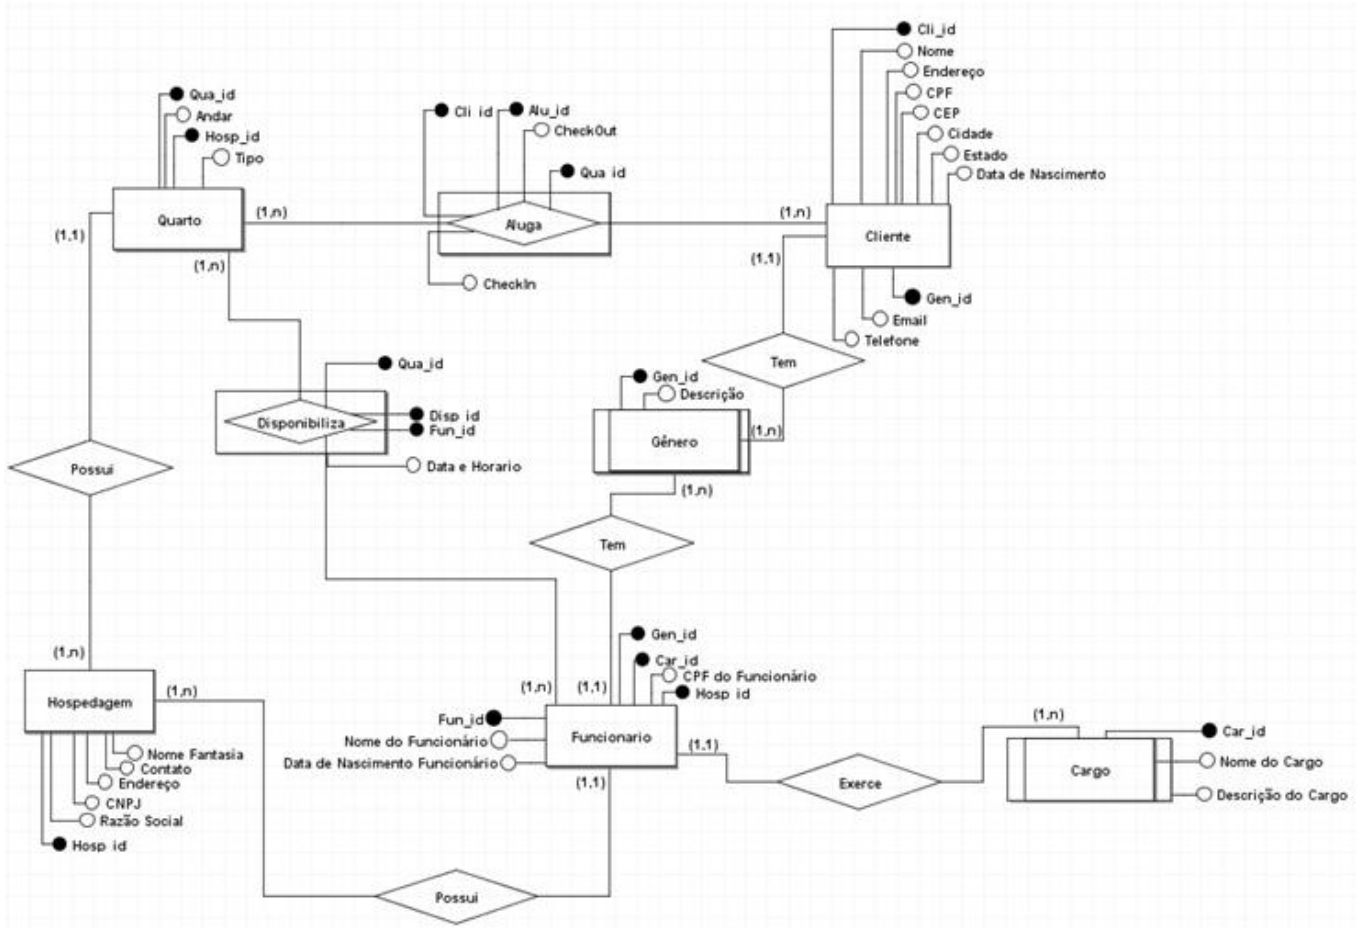 Cli_id
Nome
Endereço
CPF
CEP
Cidade
Estado
Data de Nascimento
Qua_id
Andar
Hosp_id
Tipo
Cli id
Alu_id
CheckOut
Qua id
Quarto
(1,n)
Aluga
(1,n)
Cliente
(1,1)
(1,n)
(1,1)
CheckIn
Gen_id
Email
Telefone
Qua_id
Tem
Gen_id
Descrição
Disp id
Fun_id
Disponibiliza
Gênero
(1,n)
Data e Horario
Possui
(1,n)
Tem
Gen_id
(1,n)
Car_id
CPF do Funcionário
Hosp id
(1,n)
(1,n)
(1,1)
Hospedagem
Fun_id
Nome do Funcionário
Data de Nascimento Funcionário
Funcionario
(1,1)
(1,1)
Nome Fantasia
Contato
Endereço
CNPJ
Razão Social
Hosp id
Exerce
(1,n)
Cargo
Car_id
Nome do Cargo
Descrição do Cargo
Possui